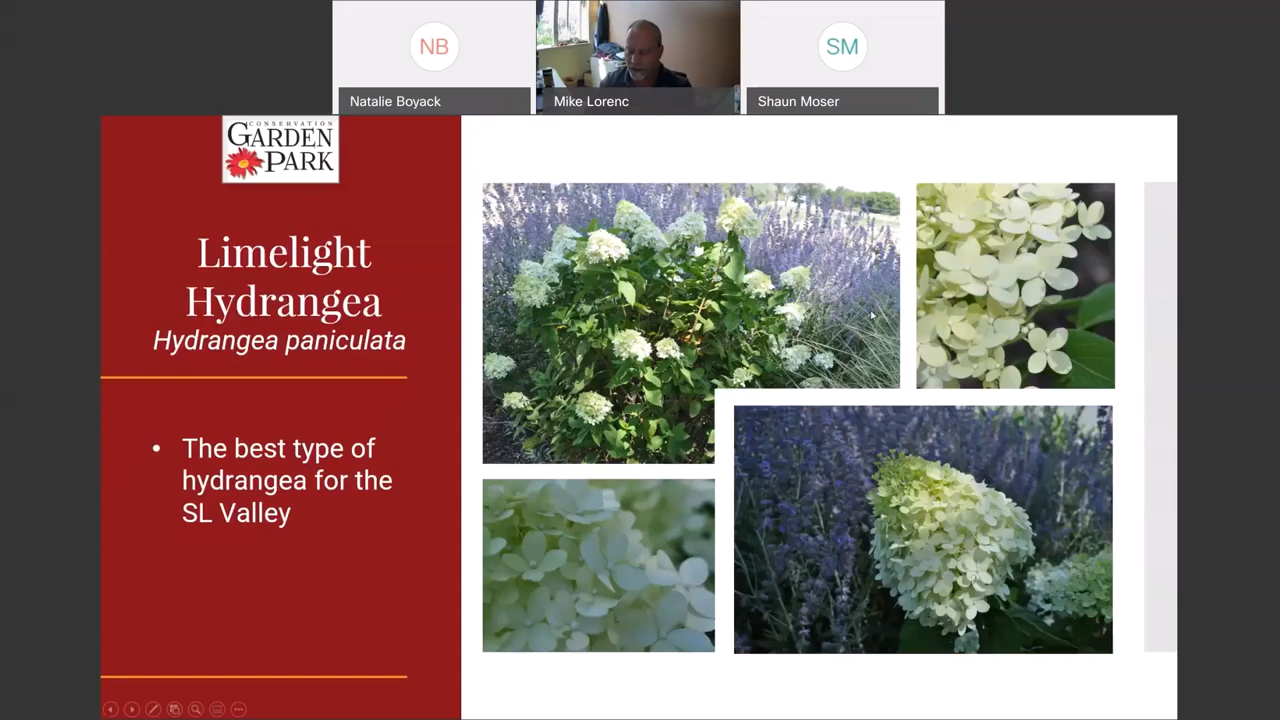 NB
SM
Natalie Boyack
Mike Lorenc
Shaun Moser
CONSERVATION
GARDEN
PARK
Limelight
Hydrangea
Hydrangea paniculata
• The best type of
hydrangea for the
SL Valley